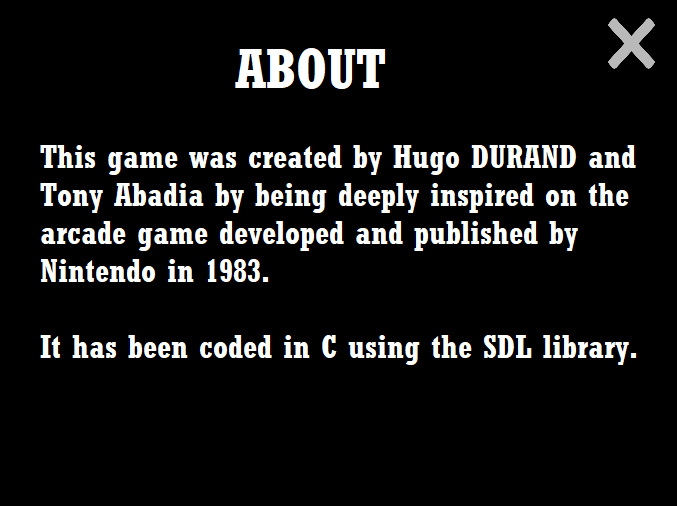 ABOUT
This game was created by Hugo DURAND and
Tony Abadia by being deeply inspired on the
arcade game developed and published by
Nintendo in 1983.
It has been coded in C using the SDL library.